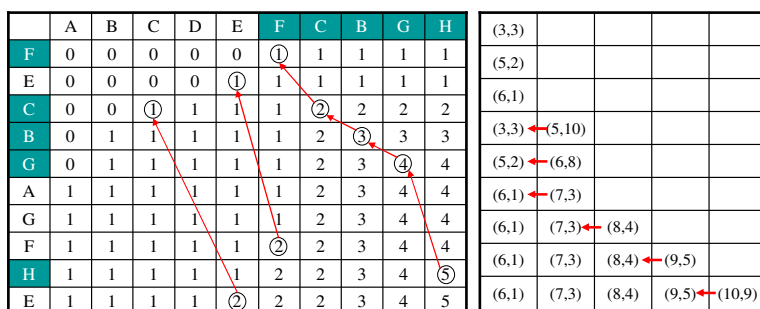 A B C D E F C B G H
F 0 0 0 0 0 1 1 1 1 1
E 0 0 0 0 1 1 1 1 1 1
C 0 0 1 1 1 1 2 2 2 2
B 0 1 1 1 1 1 2 3 3 3
G 0 1 1 1 1 1 2 3 4 4
A 1 1 1 1 1 1 2 3 4 4
G 1 1 1 1 1 1 2 3 4 4
F 1 1 1 1 1 2 2 3 4 4
H 1 1 1 1 1 2 2 3 4 5
E 1 1 1 1 2 2 2 3 4 5
(3,3)
(5,2)
(6,1)
(3,3) (5,10)
(5,2) (6,8)
(6,1) (7,3)
(6,1) (7,3) (8,4)
(6,1) (7,3) (8,4) (9,5)
(6,1) (7,3) (8,4) (9,5) (10,9)